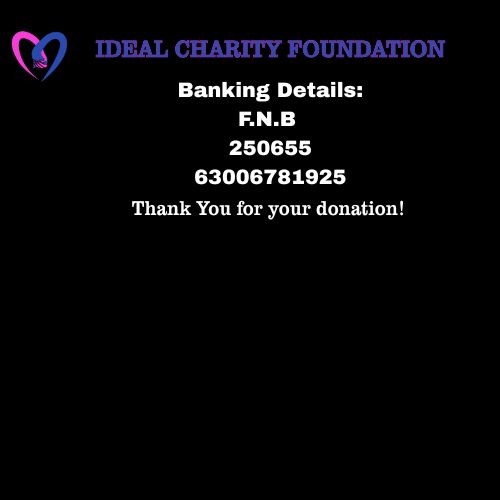 IDEAL CHARITY FOUNDATION
Banking Details:
F.N.B
250655
63006781925
Thank You for your donation!